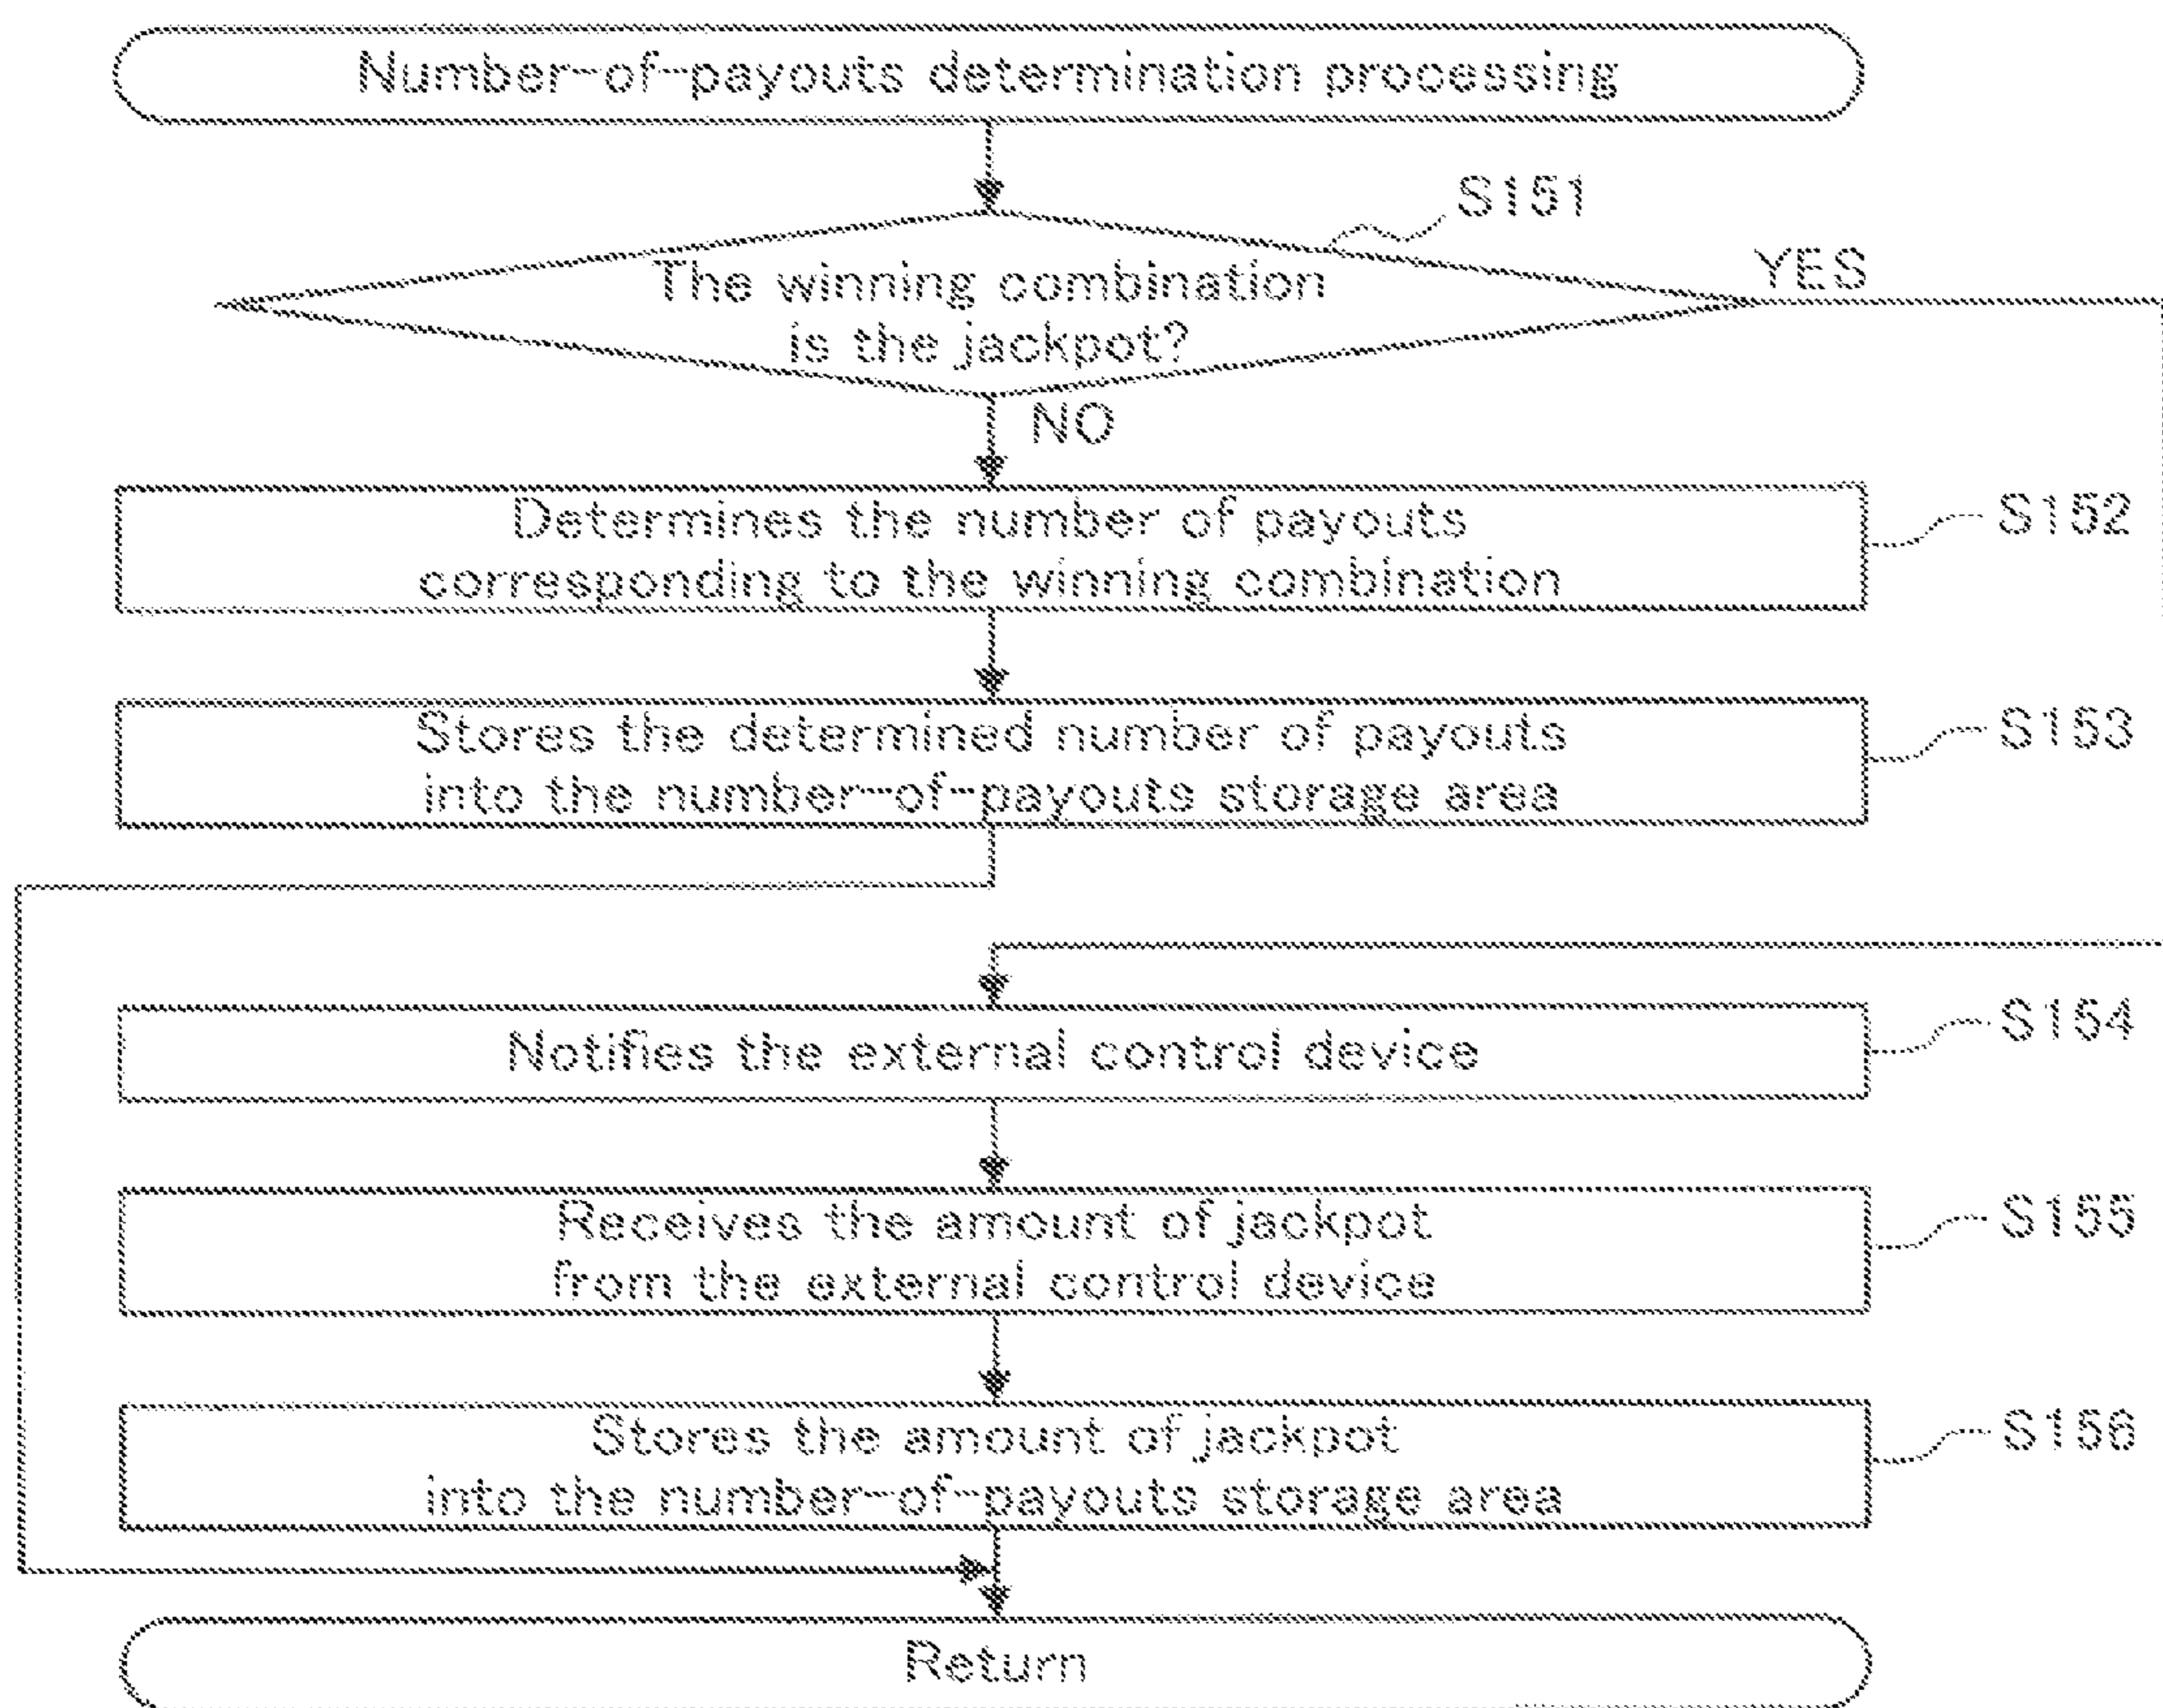 Number-of-payouts determination processing
S151
The winning combination
is the jackpot?
YES
NO
Determines the number of payouts
corresponding to the winning combination
S152
Stores the determined number of payouts
into the number-of-payouts storage area
S153
Notifies the external control device
S154
Receives the amount of jackpot
from the external control device
S155
Stores the amount of jackpot
into the number-of-payouts storage area
S156
Return